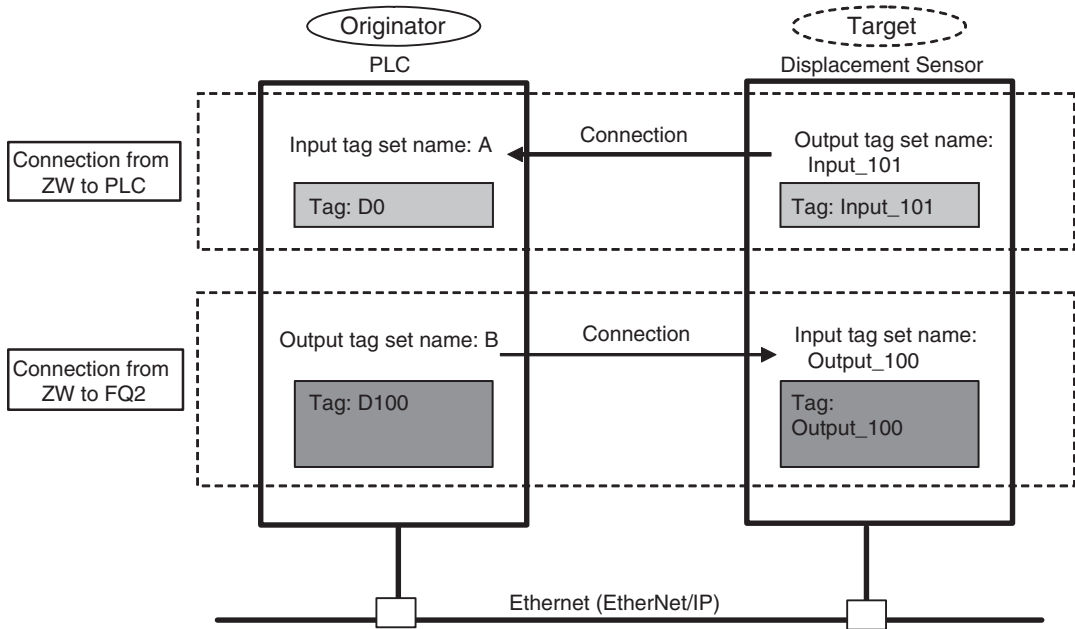 Originator
Target
PLC
Displacement Sensor
Connection from
ZW to PLC
Input tag set name: A
Connection
Output tag set name:
Input_101
Tag: D0
Tag: Input_101
Connection from
ZW to FQ2
Output tag set name: B
Connection
Input tag set name:
Output_100
Tag: D100
Tag:
Output_100
Ethernet (EtherNet/IP)